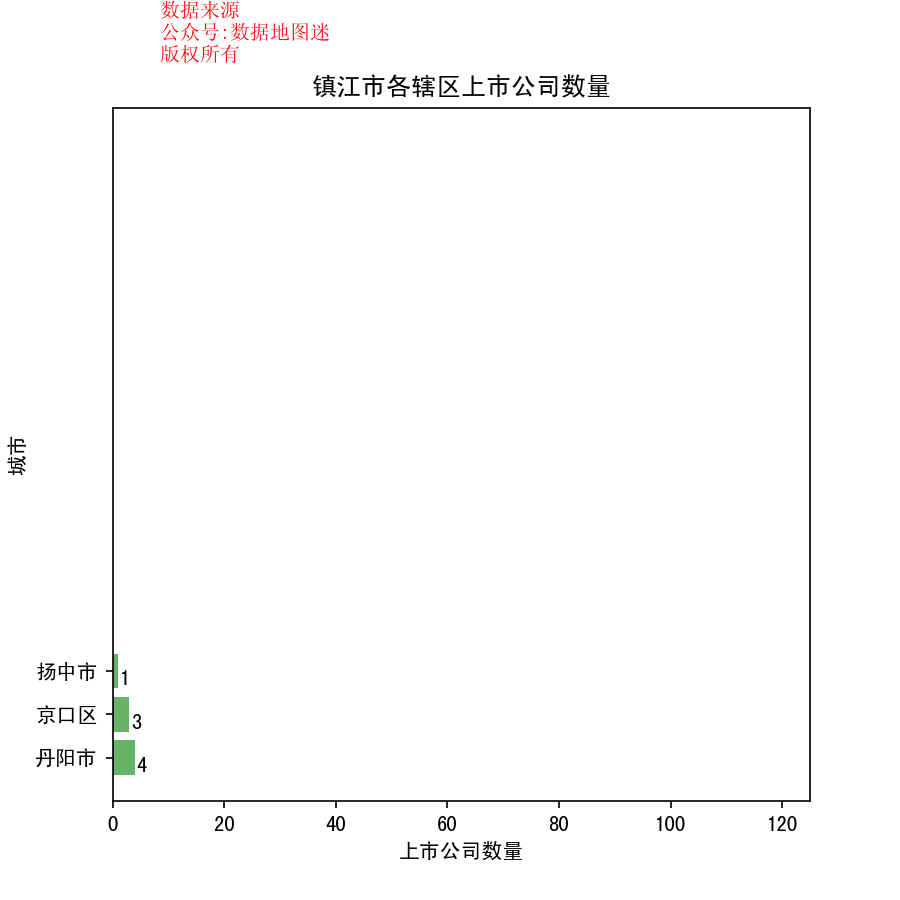 数据来源
公众号:数据地图迷
版权所有
镇江市各辖区上市公司数量
城市
扬中市
1
京口区
3
丹阳市
4
0 20 40 60 80 100 120
上市公司数量